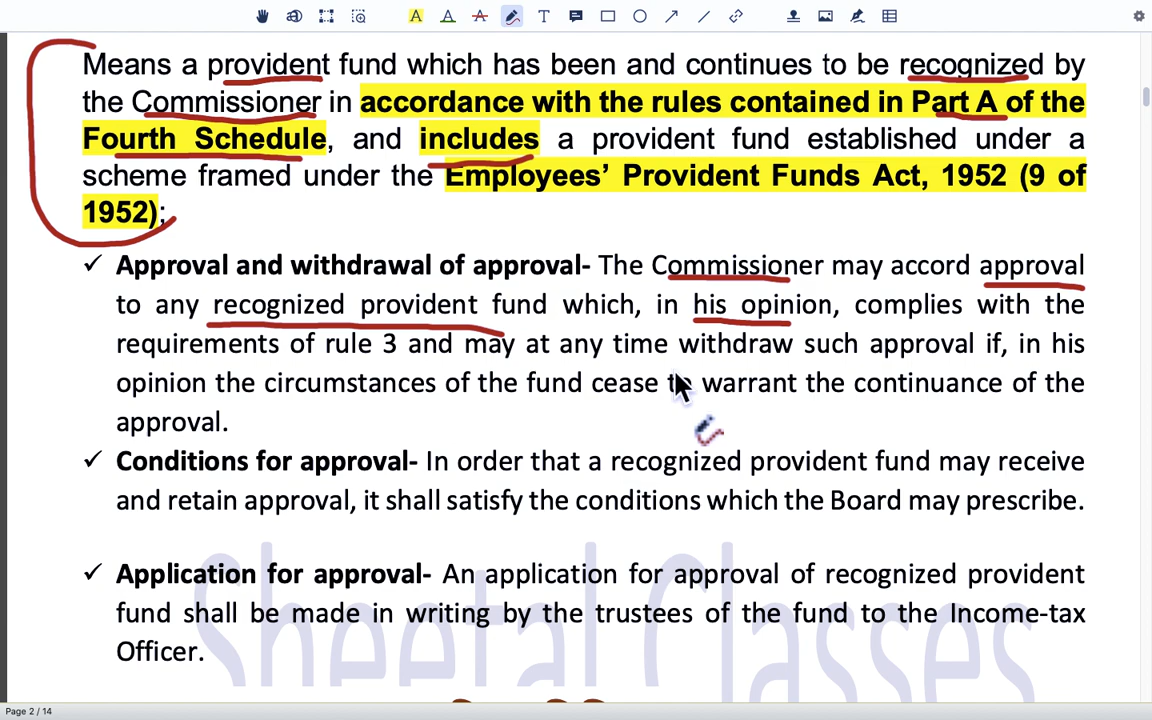 Means a provident fund which has been and continues to be recognized by
the Commissioner in accordance with the rules contained in Part A of the
Fourth Schedule, and includes a provident fund established under a
scheme framed under the Employees' Provident Funds Act, 1952 (9 of
1952);
✓ Approval and withdrawal of approval- The Commissioner may accord approval
to any recognized provident fund which, in his opinion, complies with the
requirements of rule 3 and may at any time withdraw such approval if, in his
opinion the circumstances of the fund cease to warrant the continuance of the
approval.
✓ Conditions for approval- In order that a recognized provident fund may receive
and retain approval, it shall satisfy the conditions which the Board may prescribe.
✓ Application for approval- An application for approval of recognized provident
fund shall be made in writing by the trustees of the fund to the Income-tax
Officer.
Sheetal Classes
Page 2 / 14